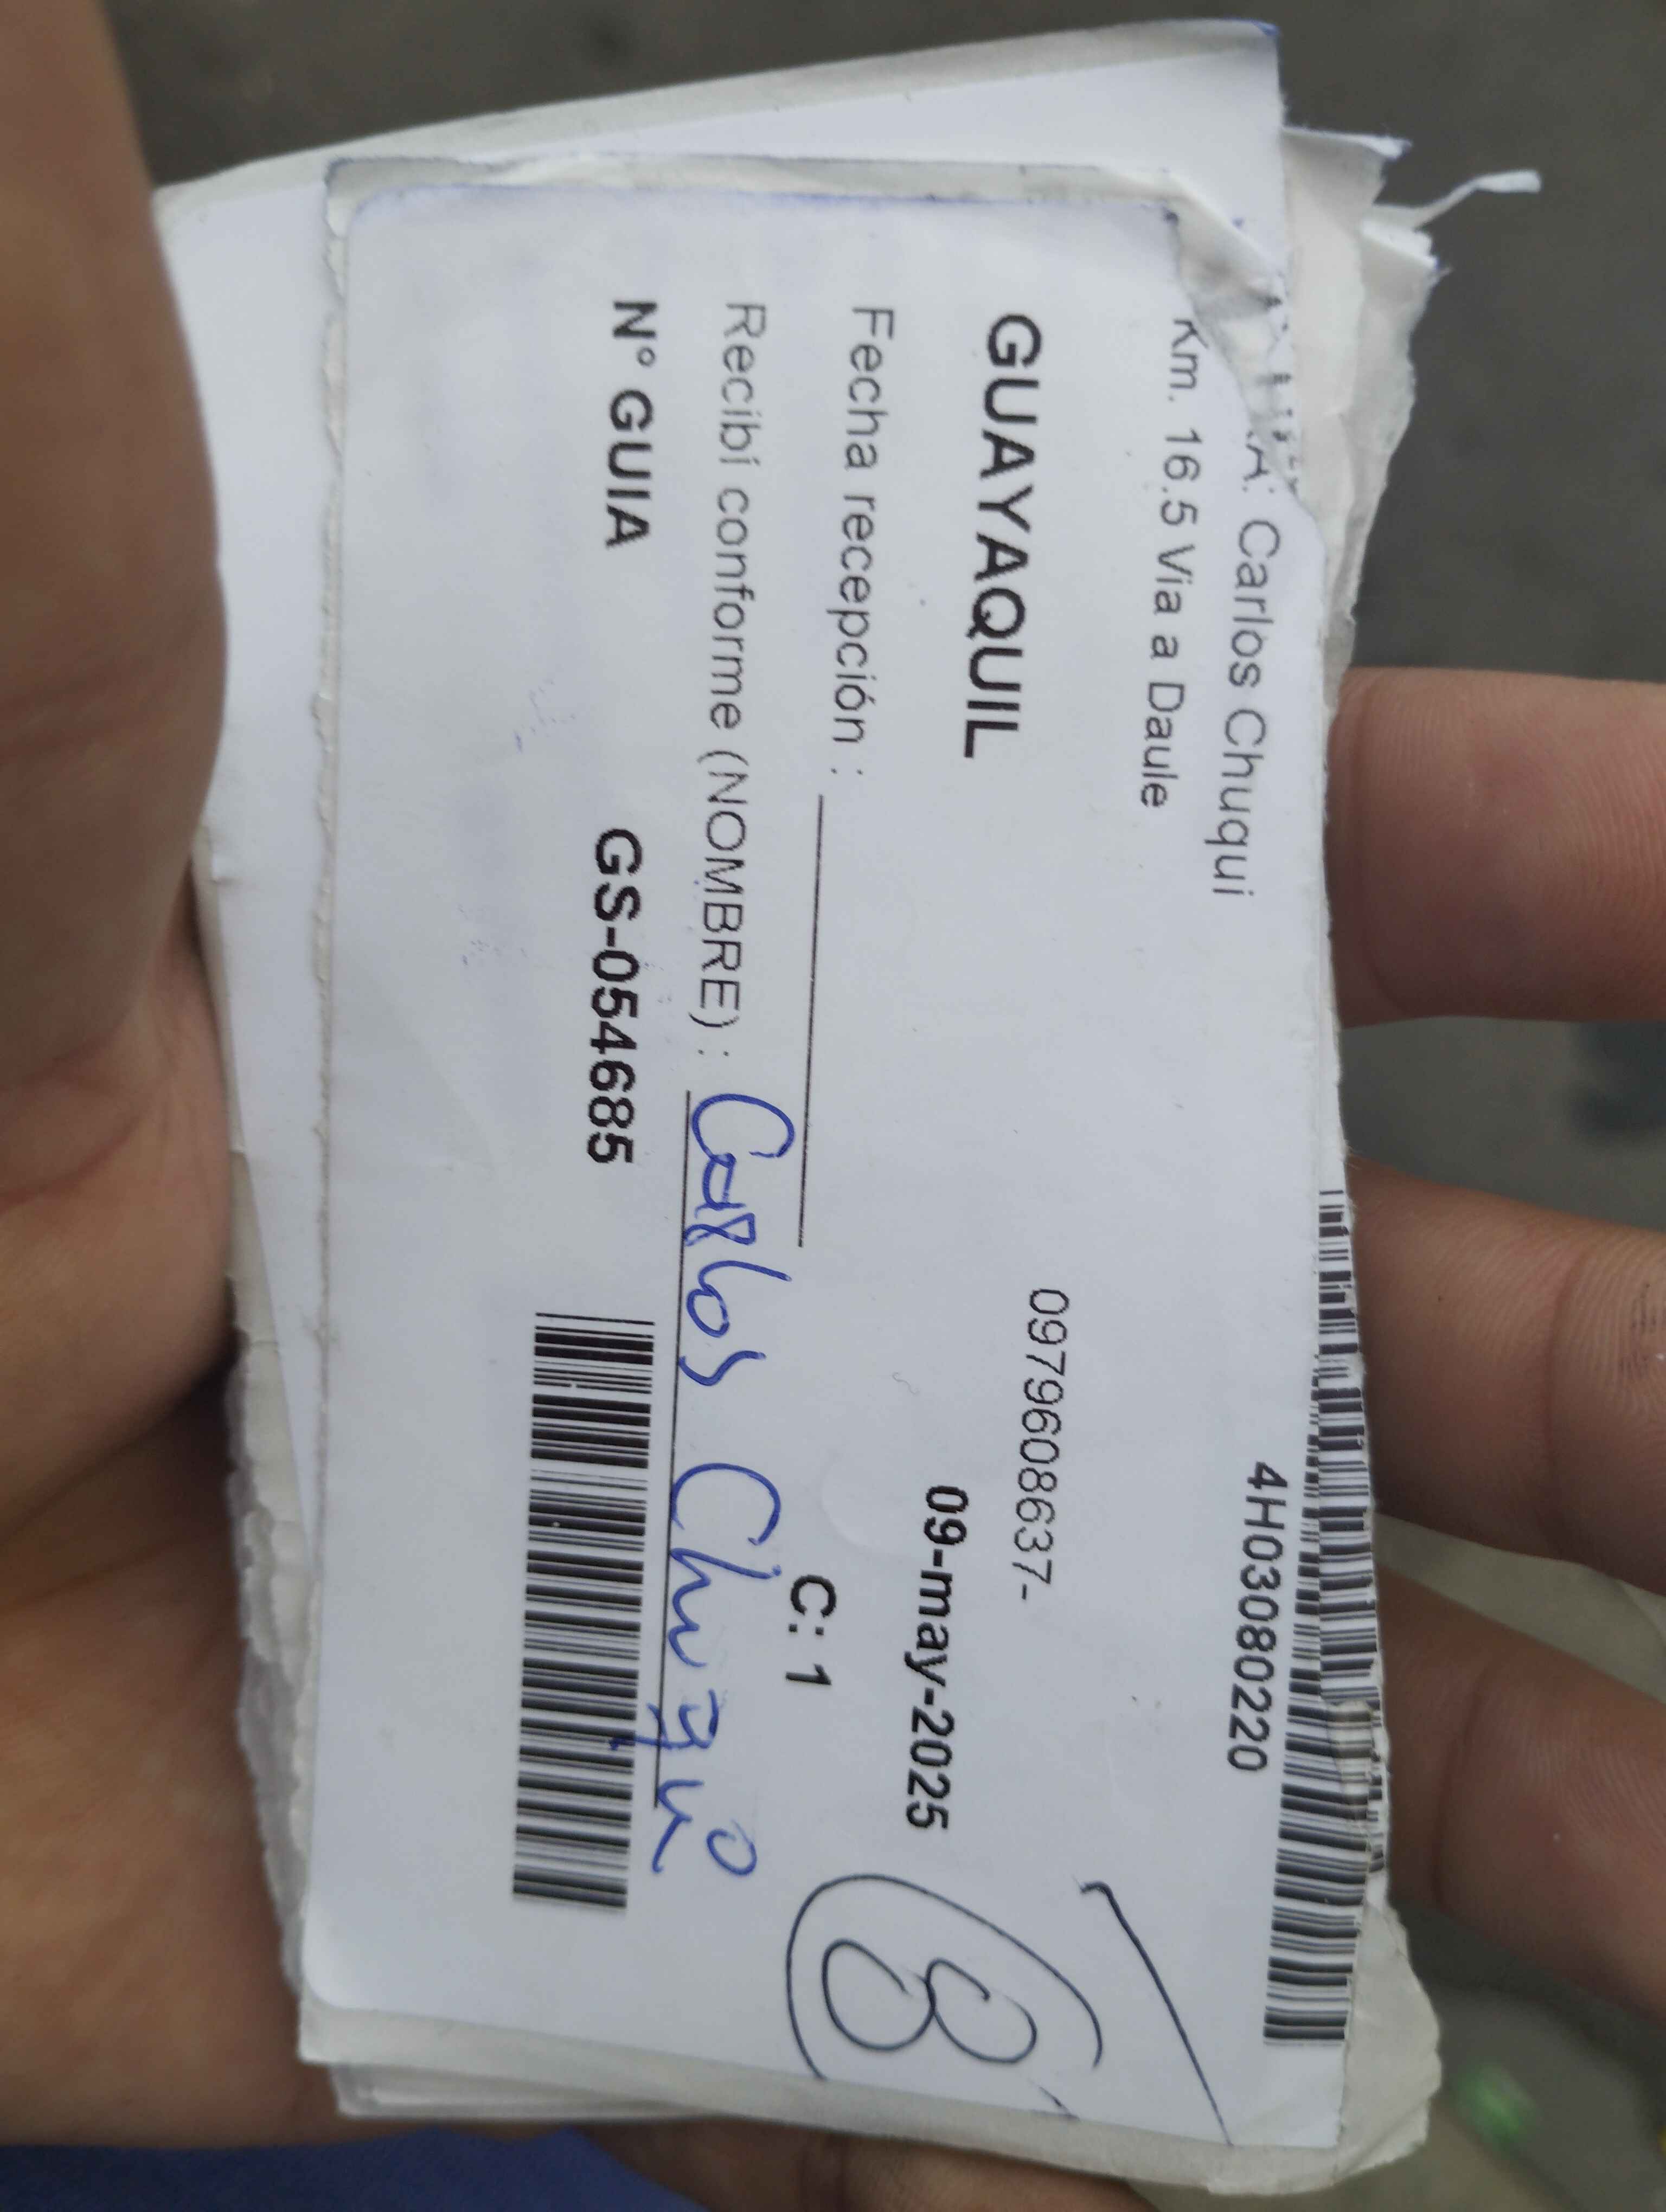 4H03080220
A: Carlos Chuqui
Km. 16.5 Via a Daule
0979608637-
GUAYAQUIL
09-may-2025
Fecha recepción :
C: 1
8
Recibí conforme (NOMBRE) : Carlos Chuqui
N° GUIA GS-054685